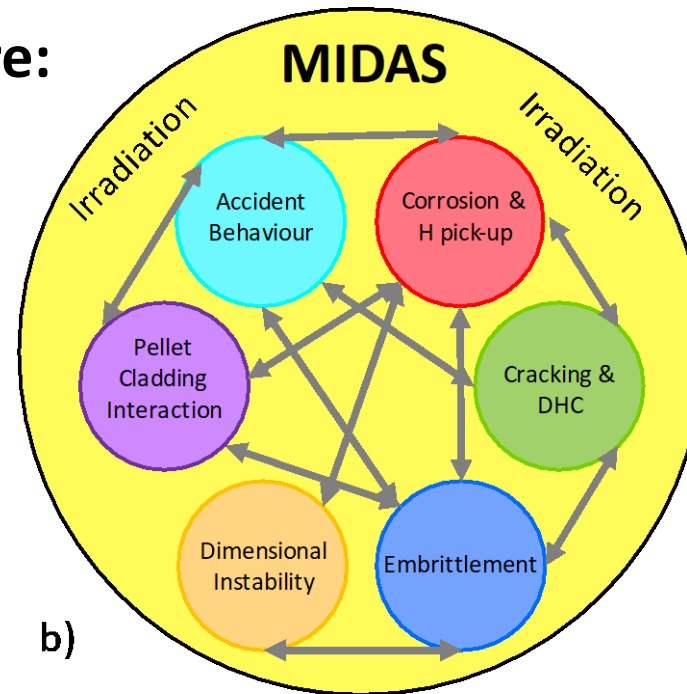 re:
MIDAS
Irradiation
Irradiation
Accident
Behaviour
Corrosion &
H pick-up
Pellet
Cladding
Interaction
Cracking &
DHC
Dimensional
Instability
Embrittlement
b)